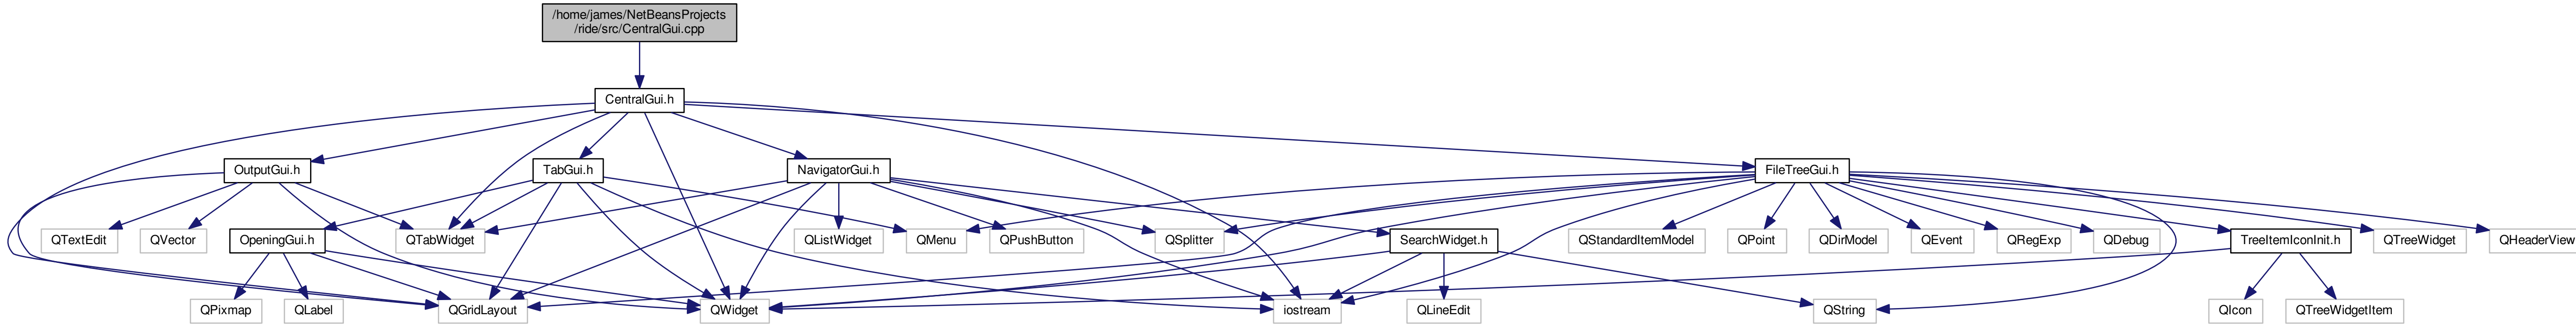 /home/james/NetBeansProjects
/ride/src/CentralGui.cpp
CentralGui.h
OutputGui.h
TabGui.h
NavigatorGui.h
FileTreeGui.h
QTextEdit
QVector
OpeningGui.h
QTabWidget
QListWidget
QMenu
QPushButton
QSplitter
SearchWidget.h
QStandardItemModel
QPoint
QDirModel
QEvent
QRegExp
QDebug
TreeItemIconInit.h
QTreeWidget
QHeaderView
QPixmap
QLabel
QGridLayout
QWidget
iostream
QLineEdit
QString
QIcon
QTreeWidgetItem